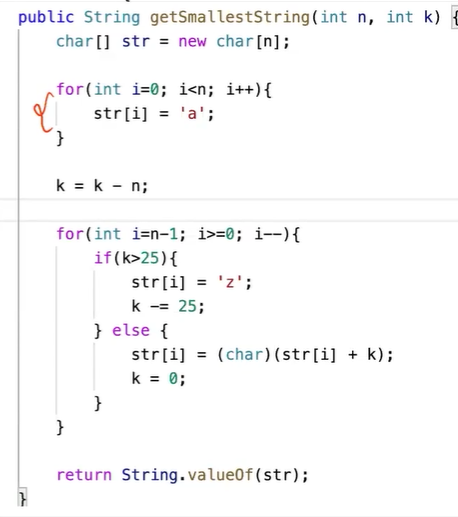 public String getSmallestString(int n, int k) {
char[] str = new char[n];
for(int i=0; i<n; i++){
str[i] = 'a';
}
k = k - n;
for(int i=n-1; i>=0; i--){
if(k>25){
str[i] = 'z';
k -= 25;
} else {
str[i] = (char)(str[i] + k);
k = 0;
}
}
return String.valueOf(str);
}